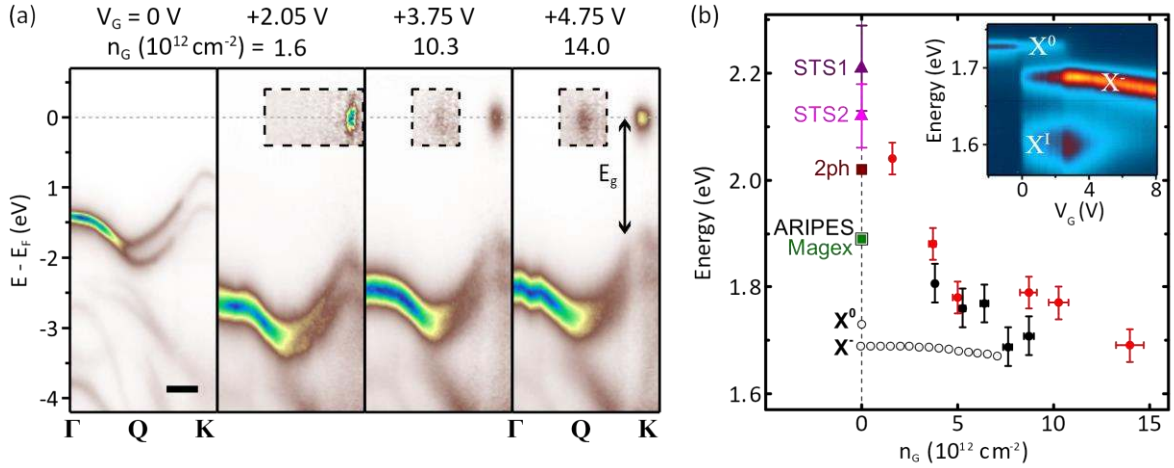 (a)
V_G = 0 V +2.05 V +3.75 V +4.75 V
n_G (10^12 cm^-2) = 1.6 10.3 14.0
E - E_F (eV)
0
1
-2
-3
-4
E_g
Γ Q K Γ Q K
(b)
Energy (eV)
2.2
2.0
1.8
1.6
STS1
STS2
2ph
ARIPES
Magex
X^0
X^-
0 5 10 15
n_G (10^12 cm^-2)
Energy (eV)
1.7
1.6
X^0
X^-
X^I
0 4 8
V_G (V)